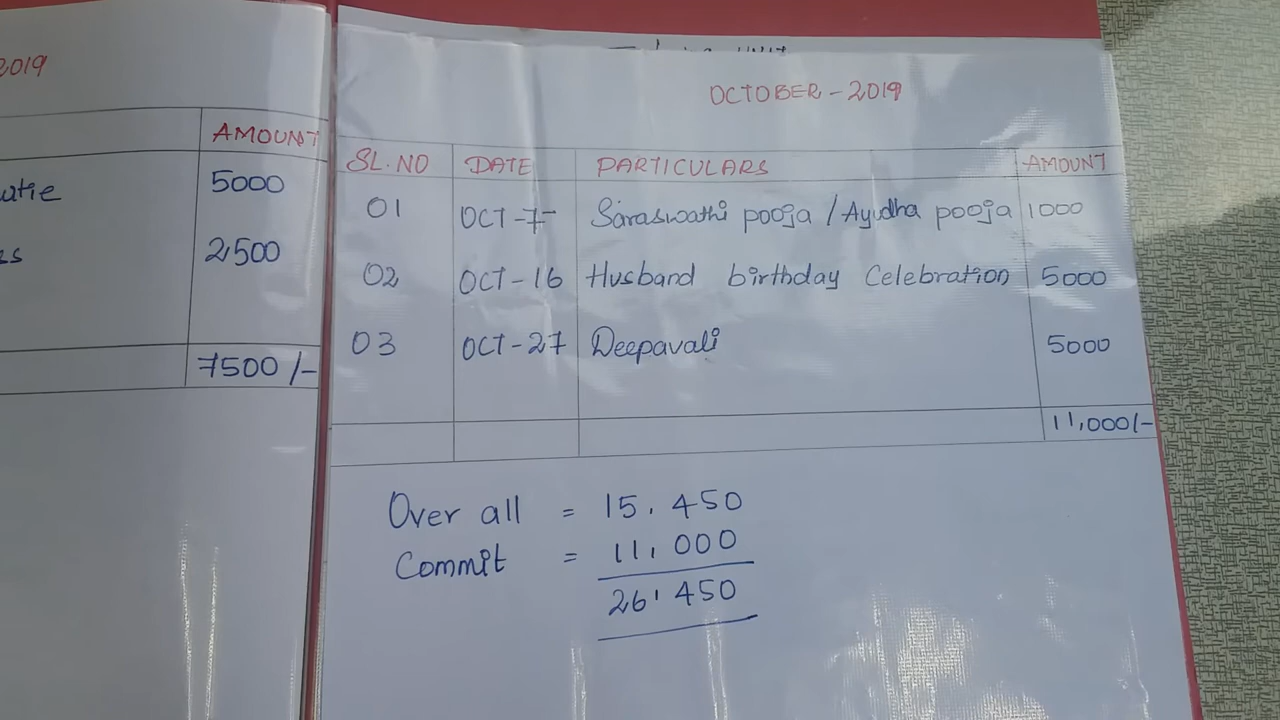 2019
AMOUNT
5000
2500
7500/-
OCTOBER - 2019
SL.NO DATE PARTICULARS AMOUNT
01 OCT-7- Saraswathi pooja / Ayudha pooja 1000
02 OCT-16 Husband birthday Celebration 5000
03 OCT-27 Deepavali 5000
11,000/-
Over all = 15,450
Commit = 11,000
26,450